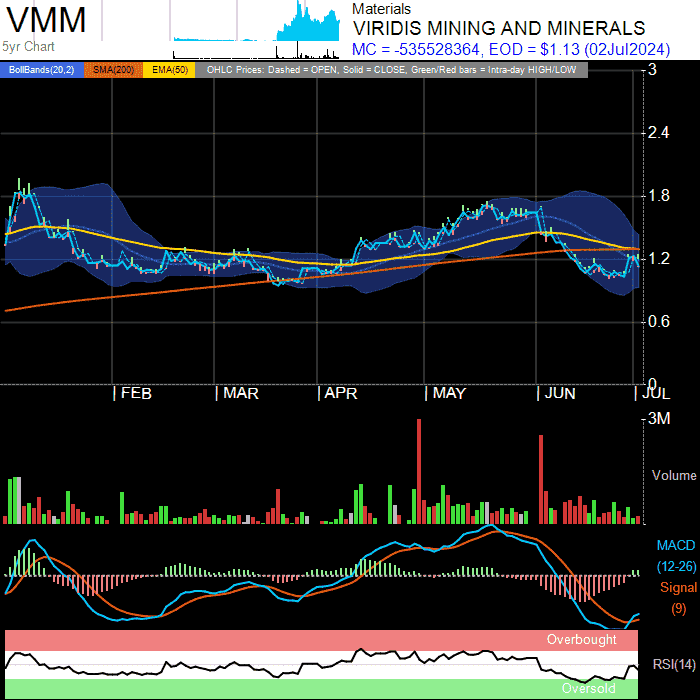 VMM
5yr Chart
Materials
VIRIDIS MINING AND MINERALS
MC = -535528364, EOD = $1.13 (02Jul2024)
BollBands(20,2) SMA(200) EMA(50) OHLC Prices: Dashed = OPEN, Solid = CLOSE, Green/Red bars = Intra-day HIGH/LOW
3
2.4
1.8
1.2
0.6
0
FEB MAR APR MAY JUN JUL
3M
Volume
MACD
(12-26)
Signal
(9)
Overbought
RSI(14)
Oversold